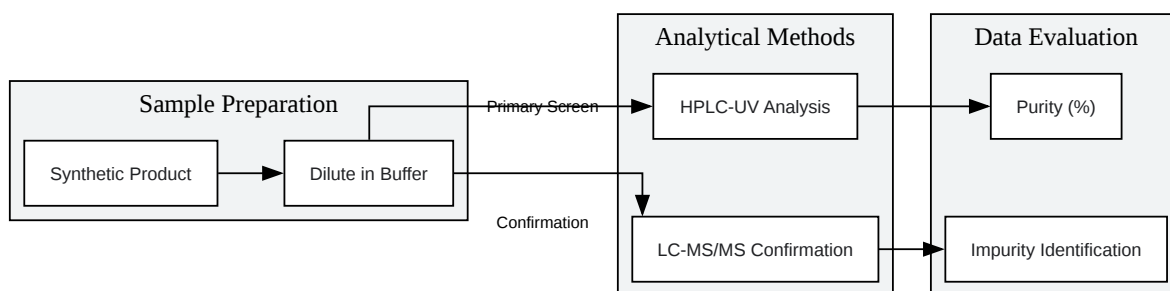 Sample Preparation
Synthetic Product
Dilute in Buffer
Primary Screen
Confirmation
Analytical Methods
HPLC-UV Analysis
LC-MS/MS Confirmation
Data Evaluation
Purity (%)
Impurity Identification